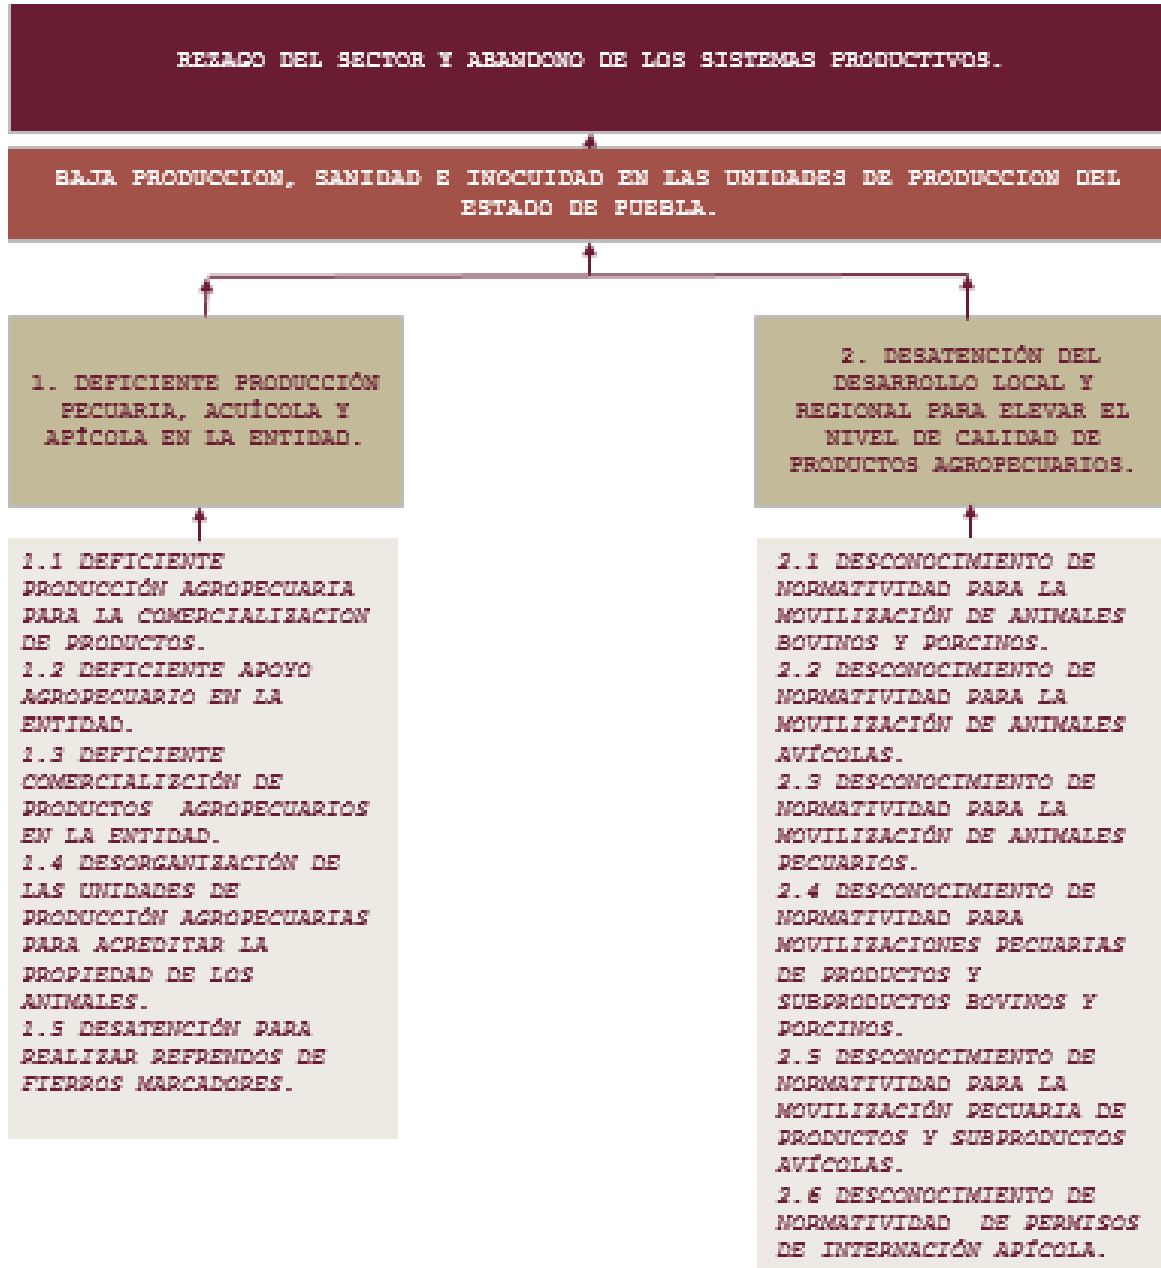 REZAGO DEL SECTOR Y ABANDONO DE LOS SISTEMAS PRODUCTIVOS.
BAJA PRODUCCION, SANIDAD E INOCUIDAD EN LAS UNIDADES DE PRODUCCION DEL
ESTADO DE PUEBLA.
1. DEFICIENTE PRODUCCIÓN
PECUARIA, ACUÍCOLA Y
APÍCOLA EN LA ENTIDAD.
2. DESATENCIÓN DEL
DESARROLLO LOCAL Y
REGIONAL PARA ELEVAR EL
NIVEL DE CALIDAD DE
PRODUCTOS AGROPECUARIOS.
1.1 DEFICIENTE
PRODUCCIÓN AGROPECUARIA
PARA LA COMERCIALIZACION
DE PRODUCTOS.
1.2 DEFICIENTE APOYO
AGROPECUARIO EN LA
ENTIDAD.
1.3 DEFICIENTE
COMERCIALIZCIÓN DE
PRODUCTOS  AGROPECUARIOS
EN LA ENTIDAD.
1.4 DESORGANIZACIÓN DE
LAS UNIDADES DE
PRODUCCIÓN AGROPECUARIAS
PARA ACREDITAR LA
PROPIEDAD DE LOS
ANIMALES.
1.5 DESATENCIÓN PARA
REALIZAR REFRENDOS DE
FIERROS MARCADORES.
2.1 DESCONOCIMIENTO DE
NORMATIVIDAD PARA LA
MOVILIZACIÓN DE ANIMALES
BOVINOS Y PORCINOS.
2.2 DESCONOCIMIENTO DE
NORMATIVIDAD PARA LA
MOVILIZACIÓN DE ANIMALES
AVÍCOLAS.
2.3 DESCONOCIMIENTO DE
NORMATIVIDAD PARA LA
MOVILIZACIÓN DE ANIMALES
PECUARIOS.
2.4 DESCONOCIMIENTO DE
NORMATIVIDAD PARA
MOVILIZACIONES PECUARIAS
DE PRODUCTOS Y
SUBPRODUCTOS BOVINOS Y
PORCINOS.
2.5 DESCONOCIMIENTO DE
NORMATIVIDAD PARA LA
MOVILIZACIÓN PECUARIA DE
PRODUCTOS Y SUBPRODUCTOS
AVÍCOLAS.
2.6 DESCONOCIMIENTO DE
NORMATIVIDAD  DE PERMISOS
DE INTERNACIÓN APÍCOLA.